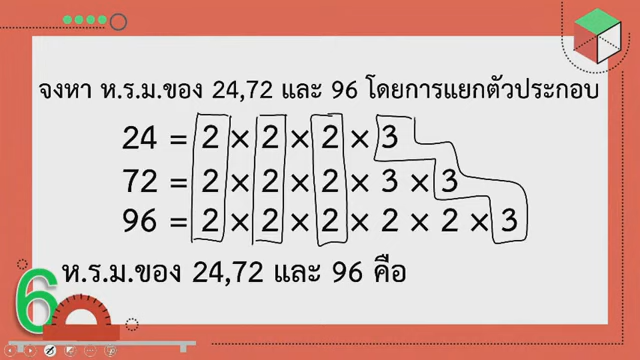 จงหา ห.ร.ม.ของ 24,72 และ 96 โดยการแยกตัวประกอบ
24 = 2 × 2 × 2 × 3
72 = 2 × 2 × 2 × 3 × 3
96 = 2 × 2 × 2 × 2 × 2 × 3
ห.ร.ม.ของ 24,72 และ 96 คือ
6